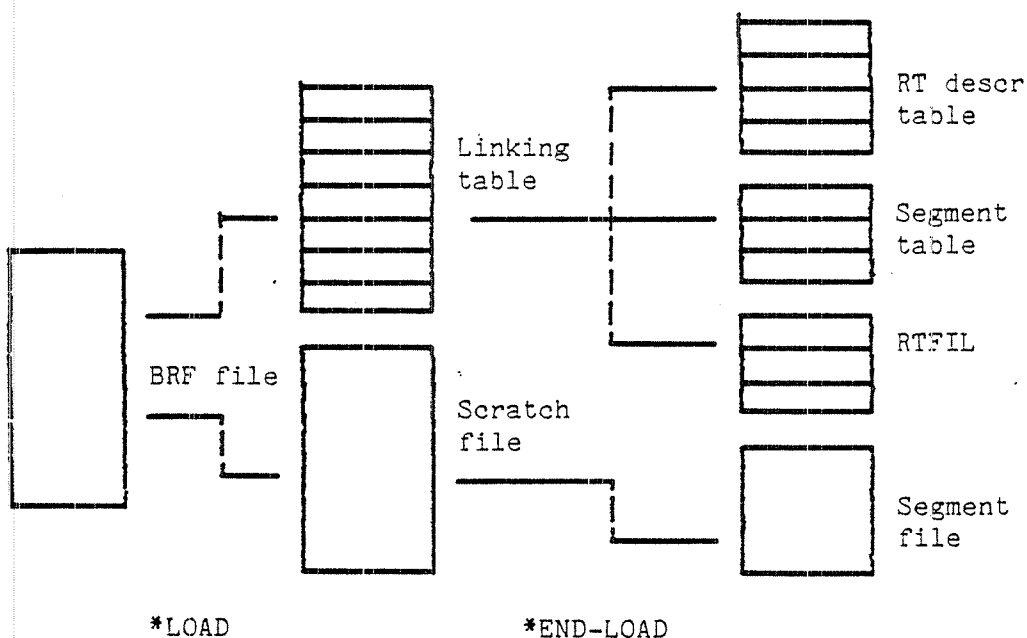 RT descr
table
Linking
table
Segment
table
RTFIL
BRF file
Scratch
file
Segment
file
*LOAD
*END-LOAD